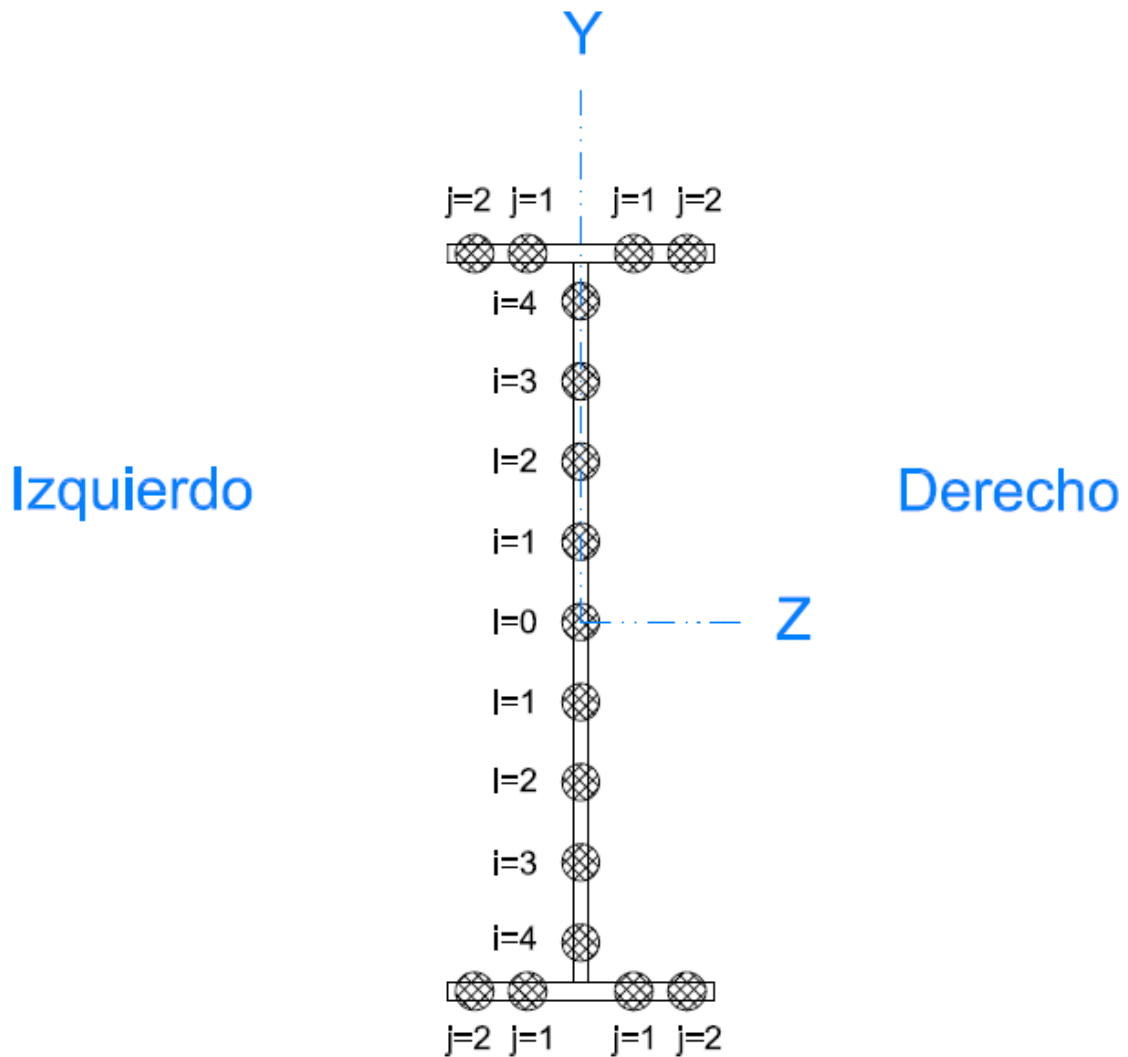 Y
j=2 j=1 j=1 j=2
i=4
i=3
l=2
Izquierdo
Derecho
i=1
l=0
Z
l=1
l=2
i=3
i=4
j=2 j=1 j=1 j=2